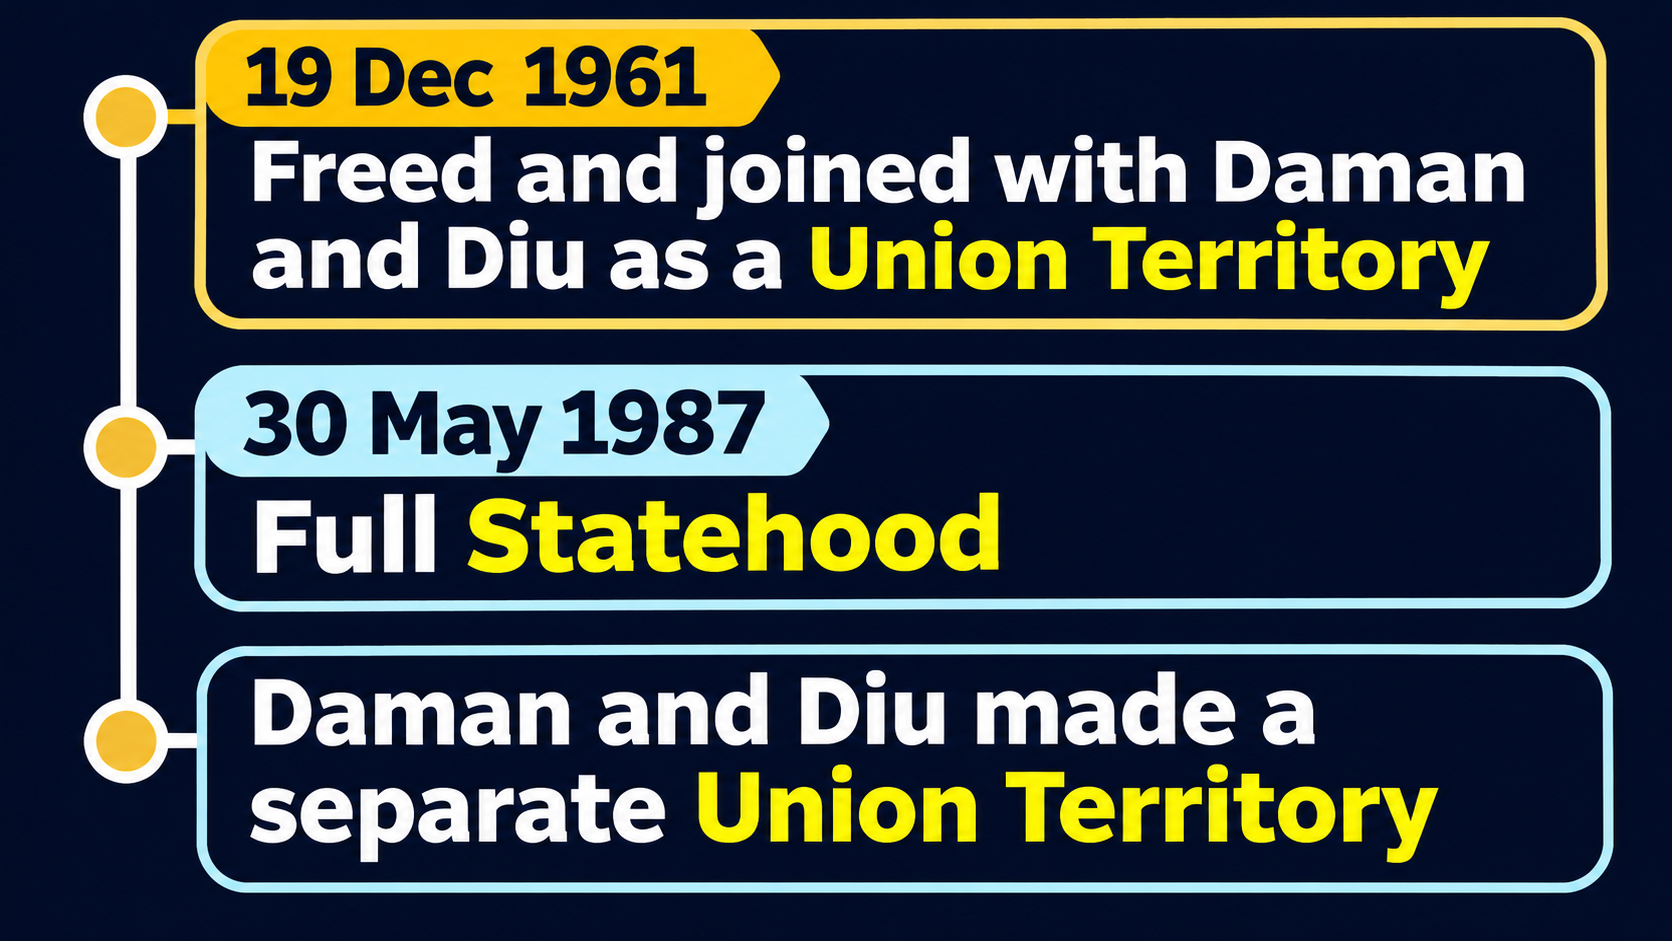 19 Dec 1961
Freed and joined with Daman
and Diu as a Union Territory
30 May 1987
Full Statehood
Daman and Diu made a
separate Union Territory